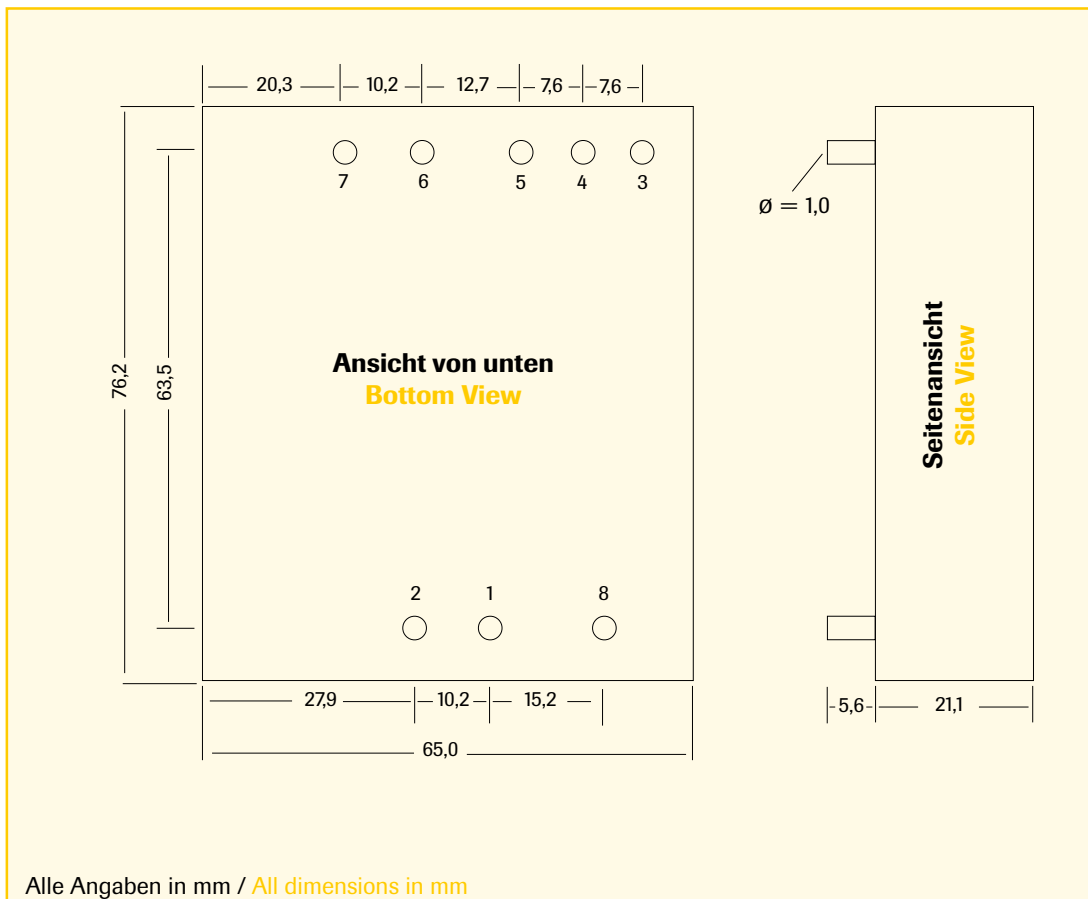 20,3 10,2 12,7 7,6 7,6
7 6 5 4 3
ø = 1,0
76,2
63,5
Ansicht von unten
Bottom View
Seitenansicht
Side View
2 1 8
27,9 10,2 15,2
5,6 21,1
65,0
Alle Angaben in mm / All dimensions in mm